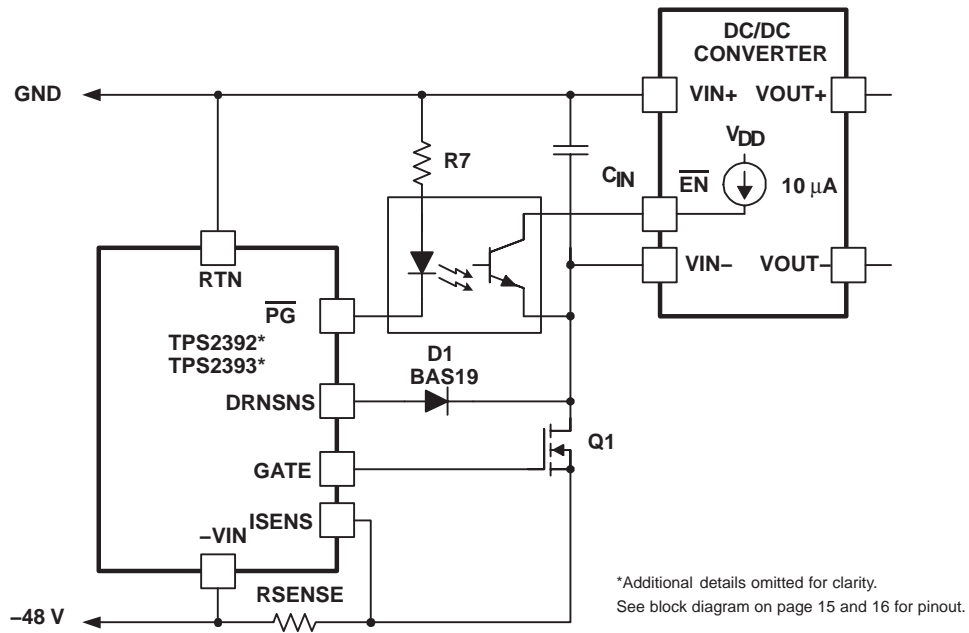 DC/DC
CONVERTER
GND
VIN+ VOUT+
VDD
R7
CIN
EN
10 μA
RTN
VIN– VOUT–
PG
TPS2392*
TPS2393*
D1
BAS19
DRNSNS
Q1
GATE
ISENS
–VIN
RSENSE
–48 V
*Additional details omitted for clarity.
See block diagram on page 15 and 16 for pinout.